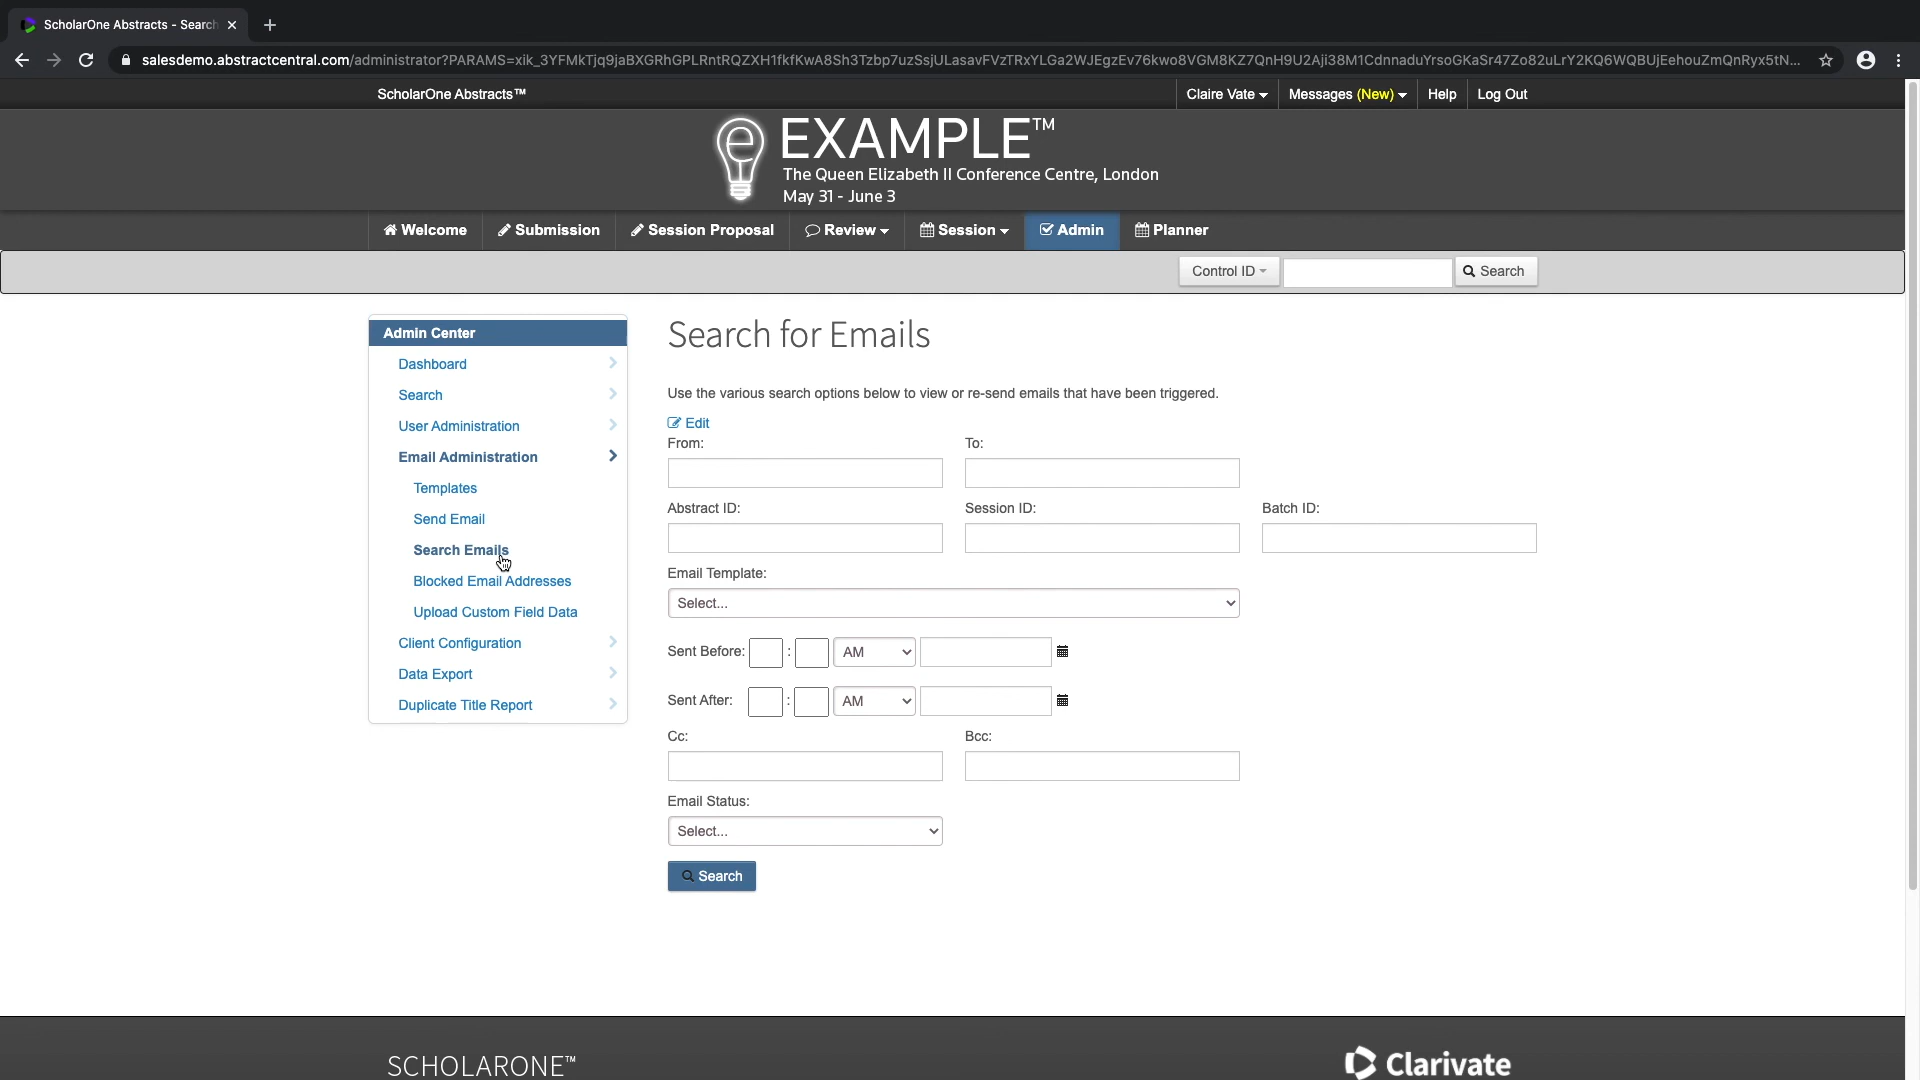 ScholarOne Abstracts - Search
salesdemo.abstractcentral.com/administrator?PARAMS=xik_3YFMkTjq9jaBXGRhGPLRntRQZXH1fkfKwA8Sh3Tzbp7uzSsjULasavFVzTRxYLGa2WJEgzEv76kwo8VGM8KZ7QnH9U2Aji38M1CdnnaduYrsoGKaSr47Zo82uLrY2KQ6WQBUjEehouZmQnRyx5tN...
ScholarOne Abstracts™ Claire Vate Messages (New) Help Log Out
EXAMPLE™
The Queen Elizabeth II Conference Centre, London
May 31 - June 3
Welcome Submission Session Proposal Review Session Admin Planner
Control ID Search
Admin Center
Dashboard
Search
User Administration
Email Administration
Templates
Send Email
Search Emails
Blocked Email Addresses
Upload Custom Field Data
Client Configuration
Data Export
Duplicate Title Report
Search for Emails
Use the various search options below to view or re-send emails that have been triggered.
Edit
From: To:
Abstract ID: Session ID: Batch ID:
Email Template:
Select...
Sent Before: : AM
Sent After: : AM
Cc: Bcc:
Email Status:
Select...
Search
SCHOLARONE™ Clarivate